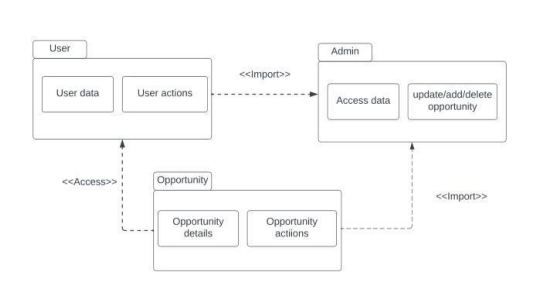 User
Admin
<<Import>>
User data
User actions
Access data
update/add/delete
opportunity
<<Access>>
Opportunity
<<Import>>
Opportunity
details
Opportunity
actiions